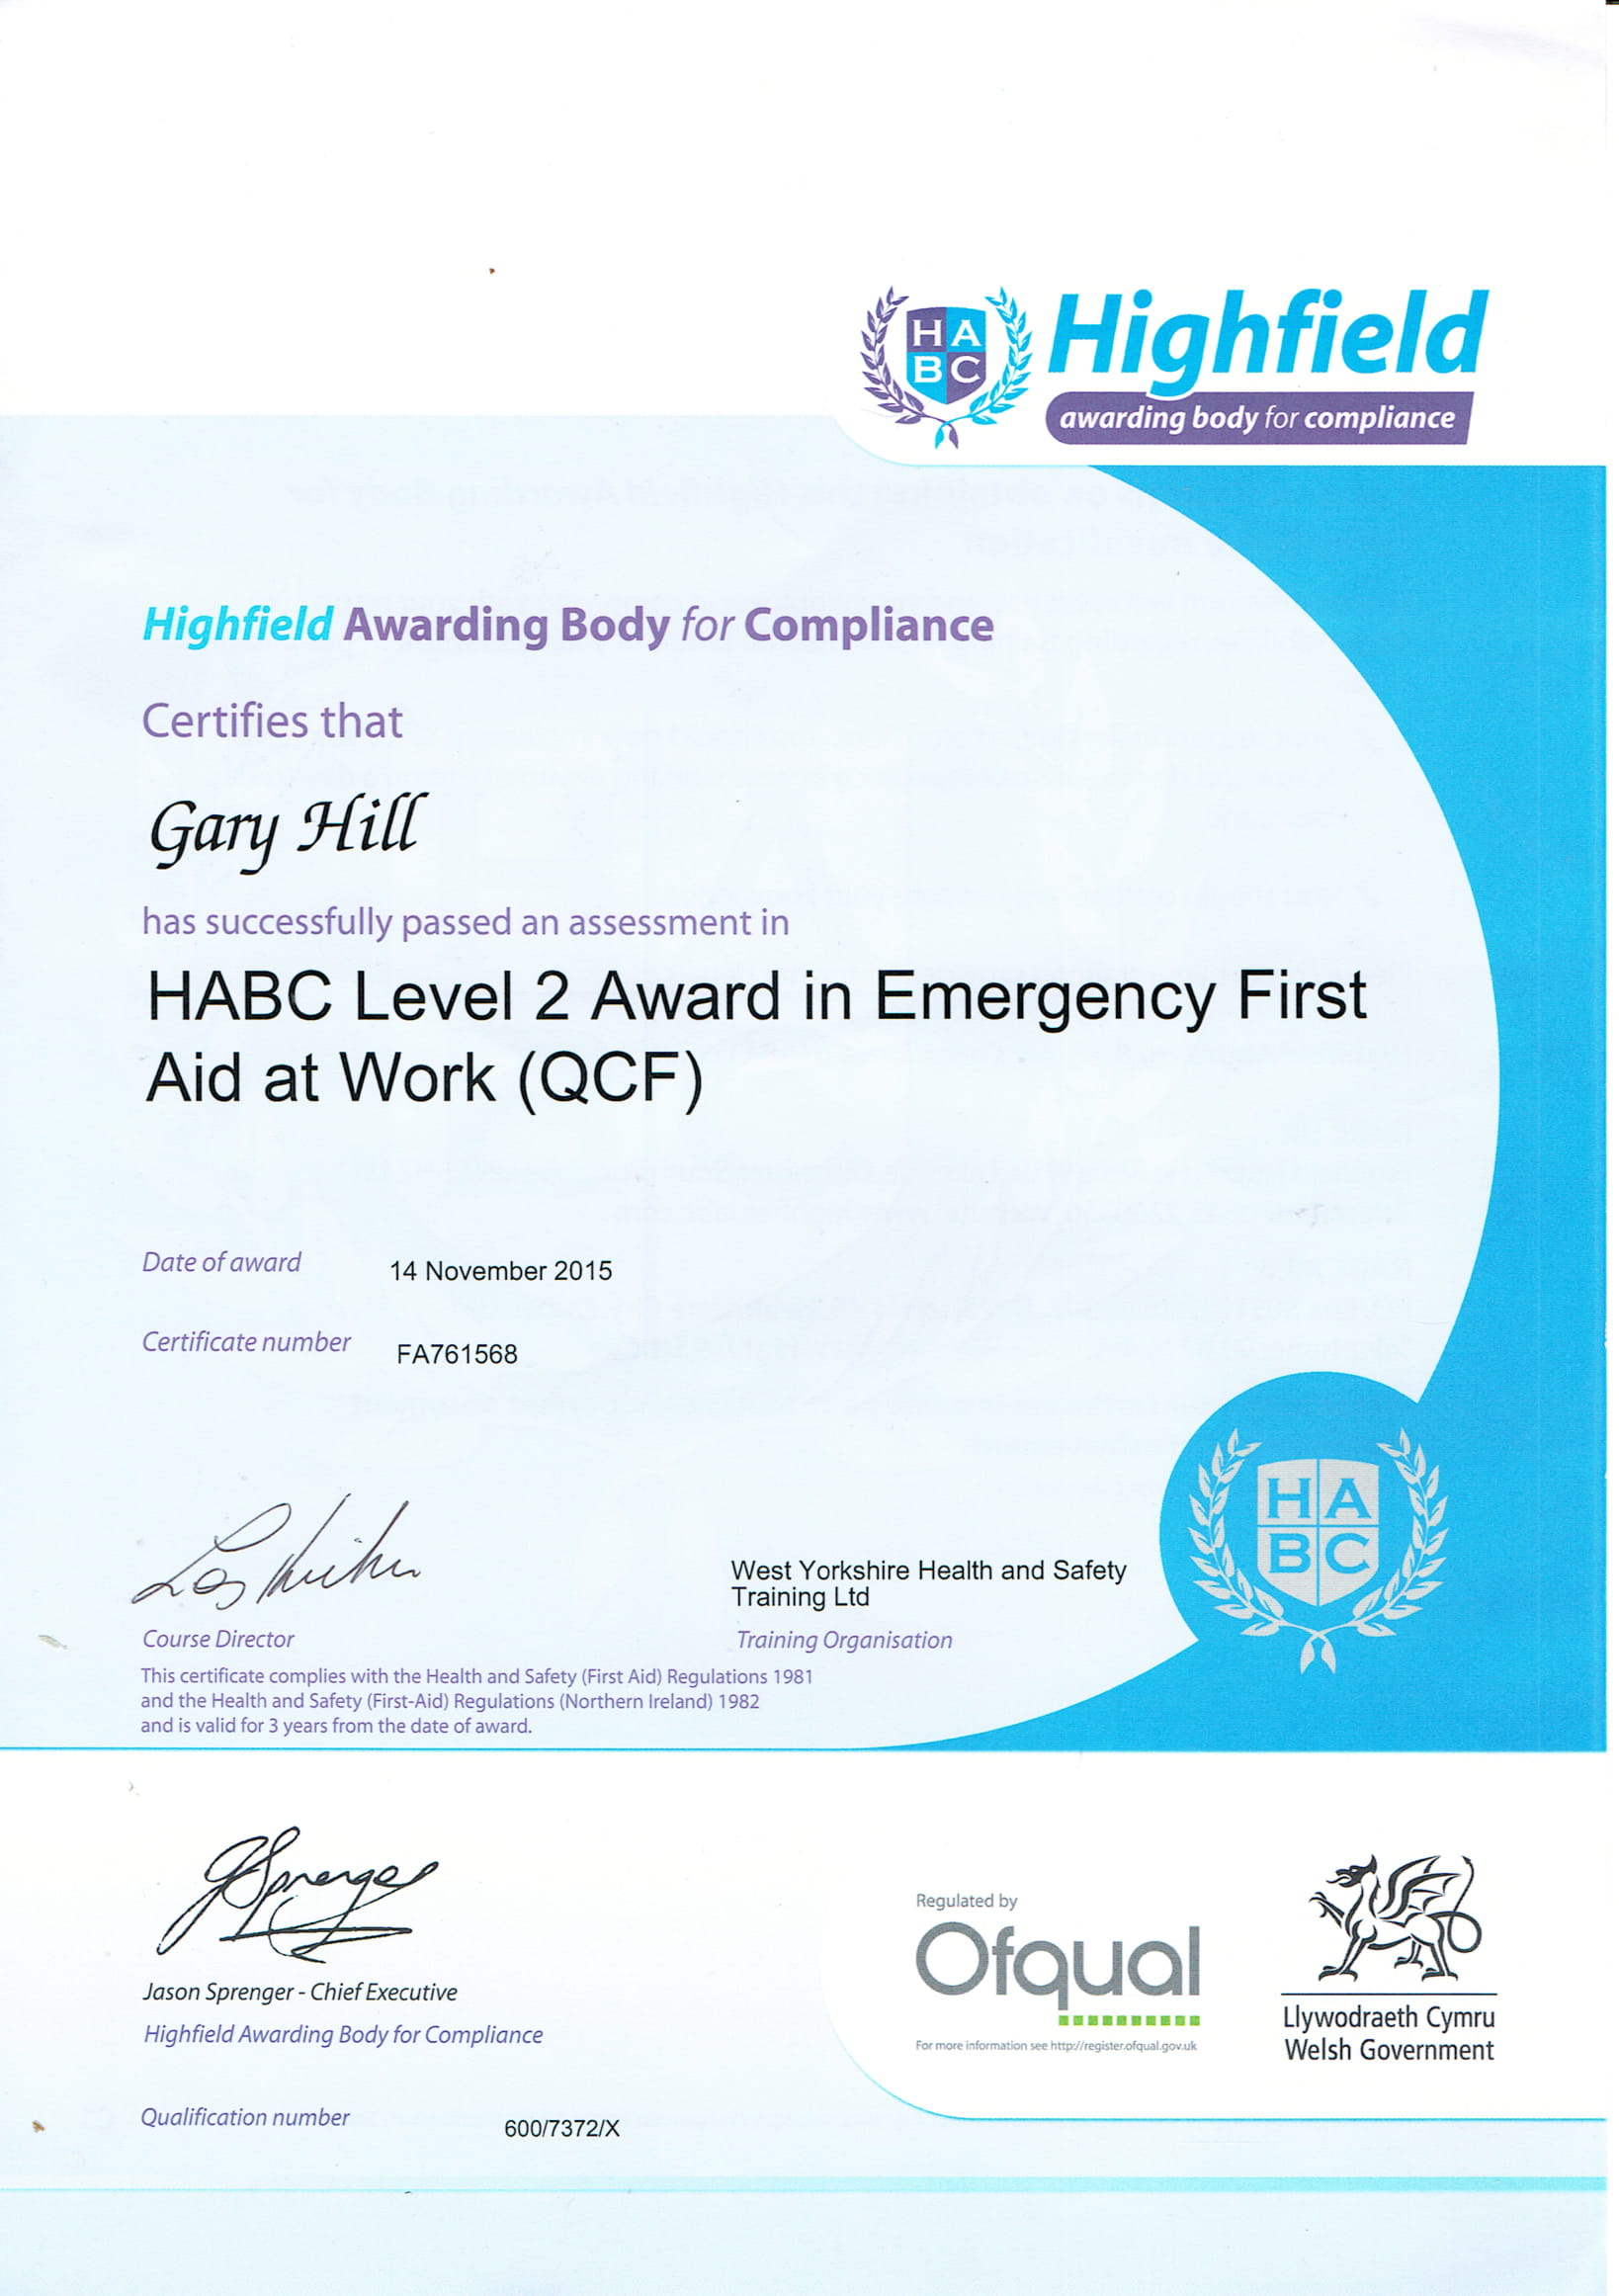 HA
BC
Highfield
awarding body for compliance
Highfield Awarding Body for Compliance
Certifies that
Gary Hill
has successfully passed an assessment in
HABC Level 2 Award in Emergency First
Aid at Work (QCF)
Date of award 14 November 2015
Certificate number FA761568
HA
BC
West Yorkshire Health and Safety
Training Ltd
Course Director Training Organisation
This certificate complies with the Health and Safety (First Aid) Regulations 1981
and the Health and Safety (First-Aid) Regulations (Northern Ireland) 1982
and is valid for 3 years from the date of award.
JSprenger
Jason Sprenger - Chief Executive
Highfield Awarding Body for Compliance
Qualification number 600/7372/X
Regulated by
Ofqual
For more information see http://register.ofqual.gov.uk
Llywodraeth Cymru
Welsh Government